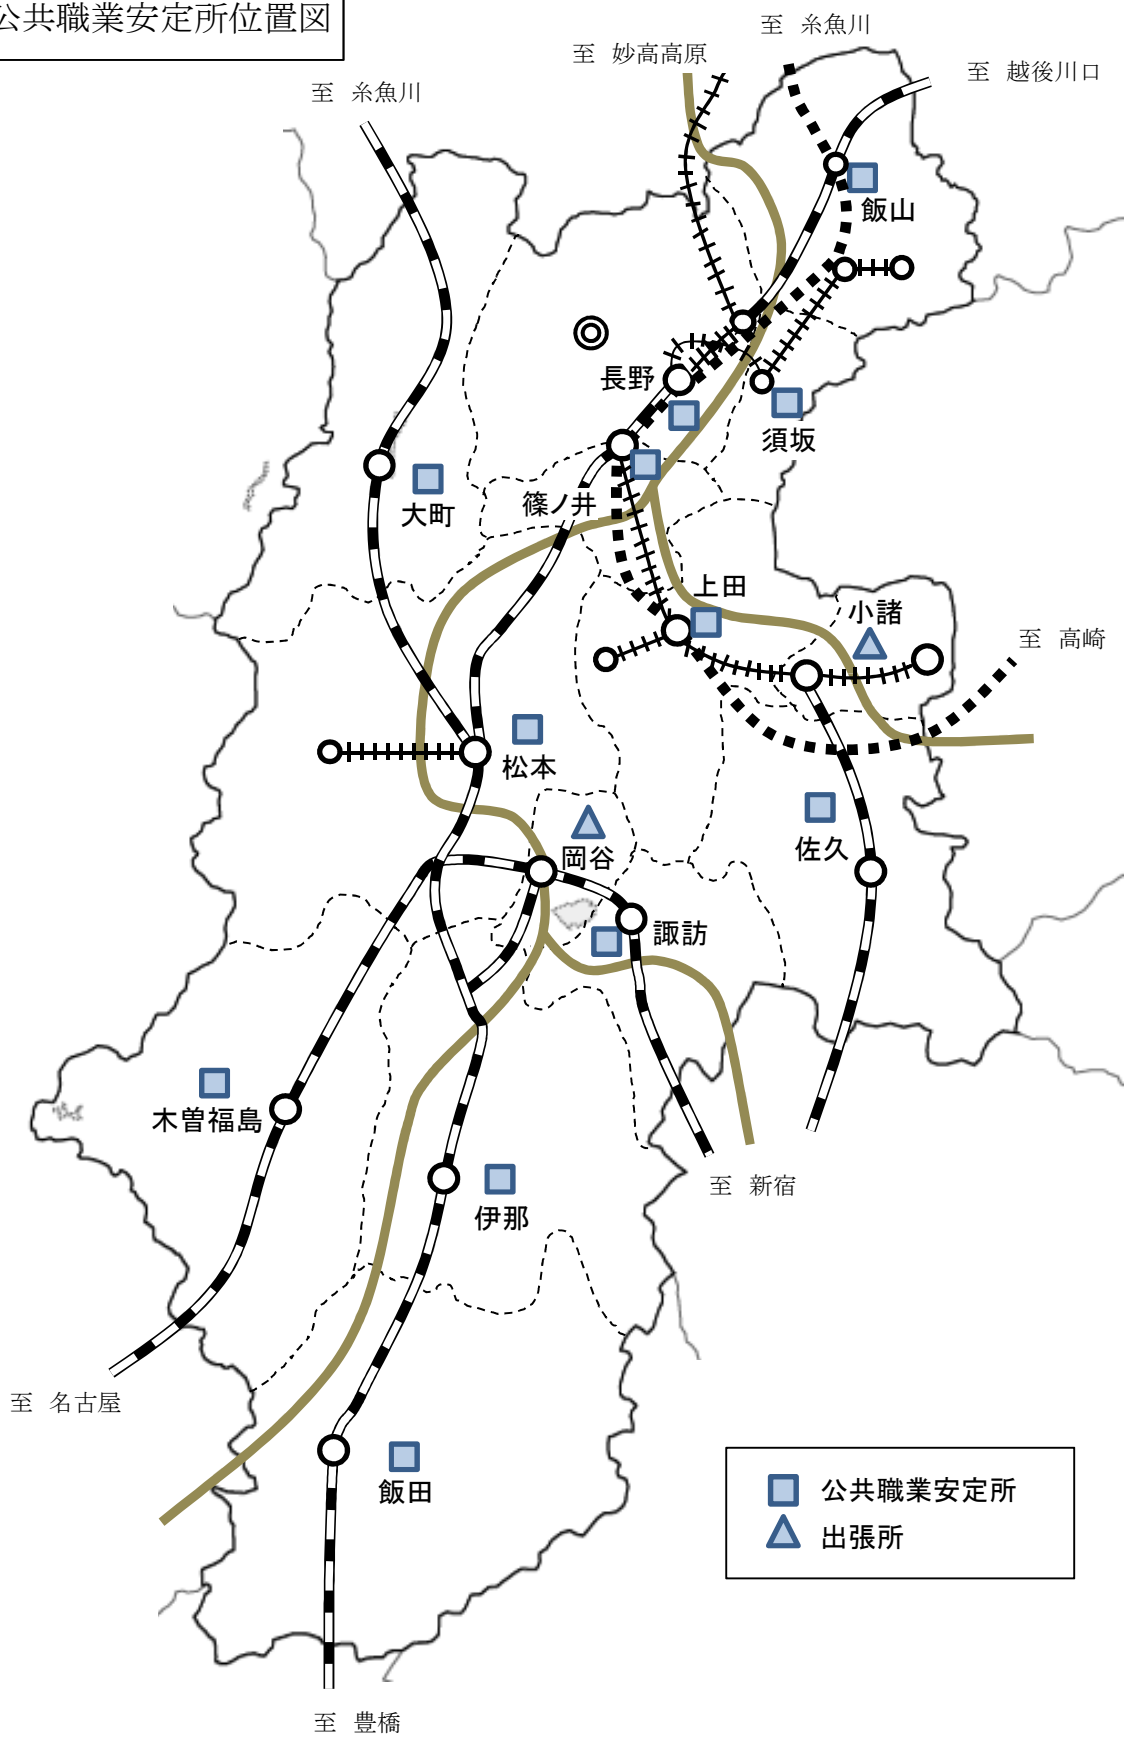 公共職業安定所位置図
至 糸魚川
至 妙高高原
至 越後川口
至 糸魚川
飯山
長野
須坂
大町
篠ノ井
上田
小諸
至 高崎
松本
佐久
岡谷
諏訪
木曽福島
至 新宿
伊那
至 名古屋
飯田
公共職業安定所
出張所
至 豊橋